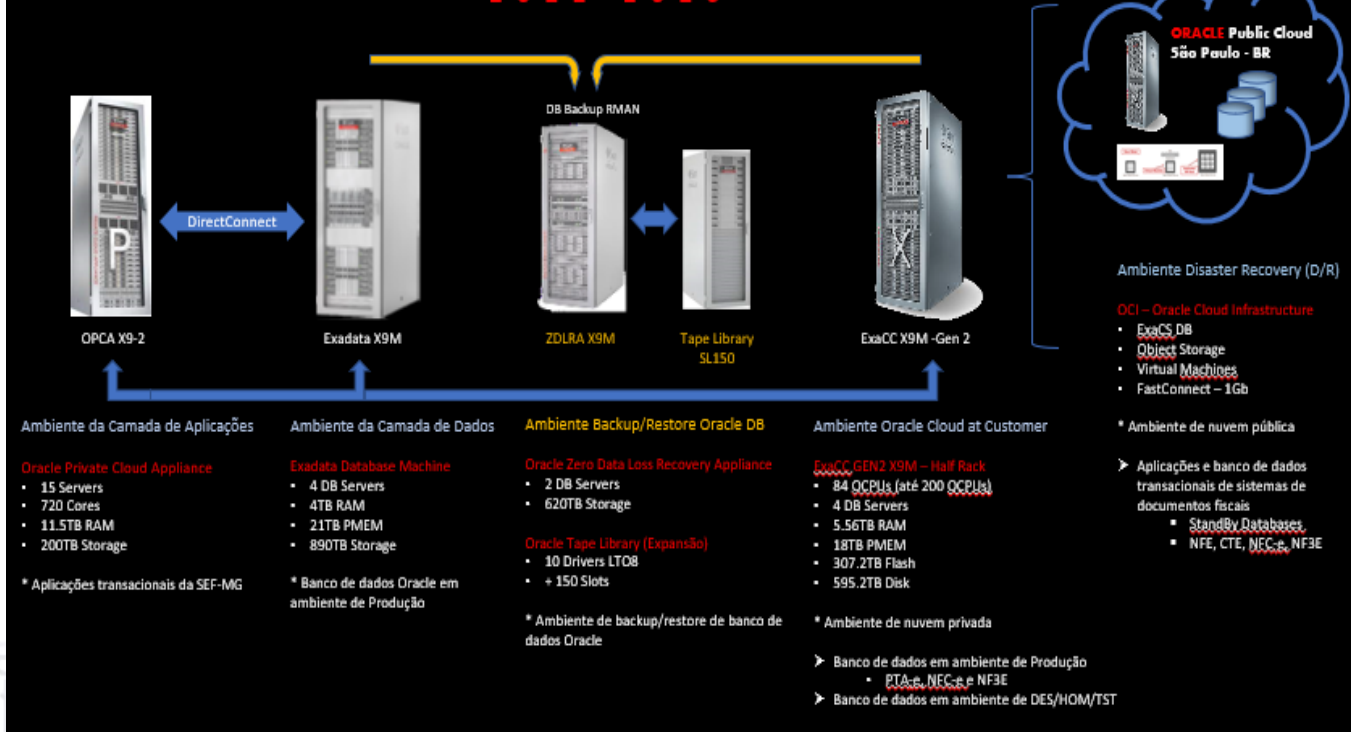 ORACLE Public Cloud
São Paulo - BR
DB Backup RMAN
DirectConnect
P
X
OPCA X9-2
Exadata X9M
ZDLRA X9M
Tape Library
SL150
ExaCC X9M -Gen 2
Ambiente da Camada de Aplicações
Oracle Private Cloud Appliance
• 15 Servers
• 720 Cores
• 11.5TB RAM
• 200TB Storage
* Aplicações transacionais da SEF-MG
Ambiente da Camada de Dados
Exadata Database Machine
• 4 DB Servers
• 4TB RAM
• 21TB PMEM
• 890TB Storage
* Banco de dados Oracle em
ambiente de Produção
Ambiente Backup/Restore Oracle DB
Oracle Zero Data Loss Recovery Appliance
• 2 DB Servers
• 620TB Storage
Oracle Tape Library (Expansão)
• 10 Drivers LTO8
• + 150 Slots
* Ambiente de backup/restore de banco de
dados Oracle
Ambiente Oracle Cloud at Customer
ExaCC GEN2 X9M – Half Rack
• 84 OCPUs (até 200 OCPUs)
• 4 DB Servers
• 5.56TB RAM
• 18TB PMEM
• 307.2TB Flash
• 595.2TB Disk
* Ambiente de nuvem privada
➤ Banco de dados em ambiente de Produção
• PTA-e, NFC-e e NF3E
➤ Banco de dados em ambiente de DES/HOM/TST
Ambiente Disaster Recovery (D/R)
OCI – Oracle Cloud Infrastructure
• ExaCS DB
• Object Storage
• Virtual Machines
• FastConnect – 1Gb
* Ambiente de nuvem pública
➤ Aplicações e banco de dados
transacionais de sistemas de
documentos fiscais
▪ StandBy Databases
▪ NFE, CTE, NFC-e, NF3E